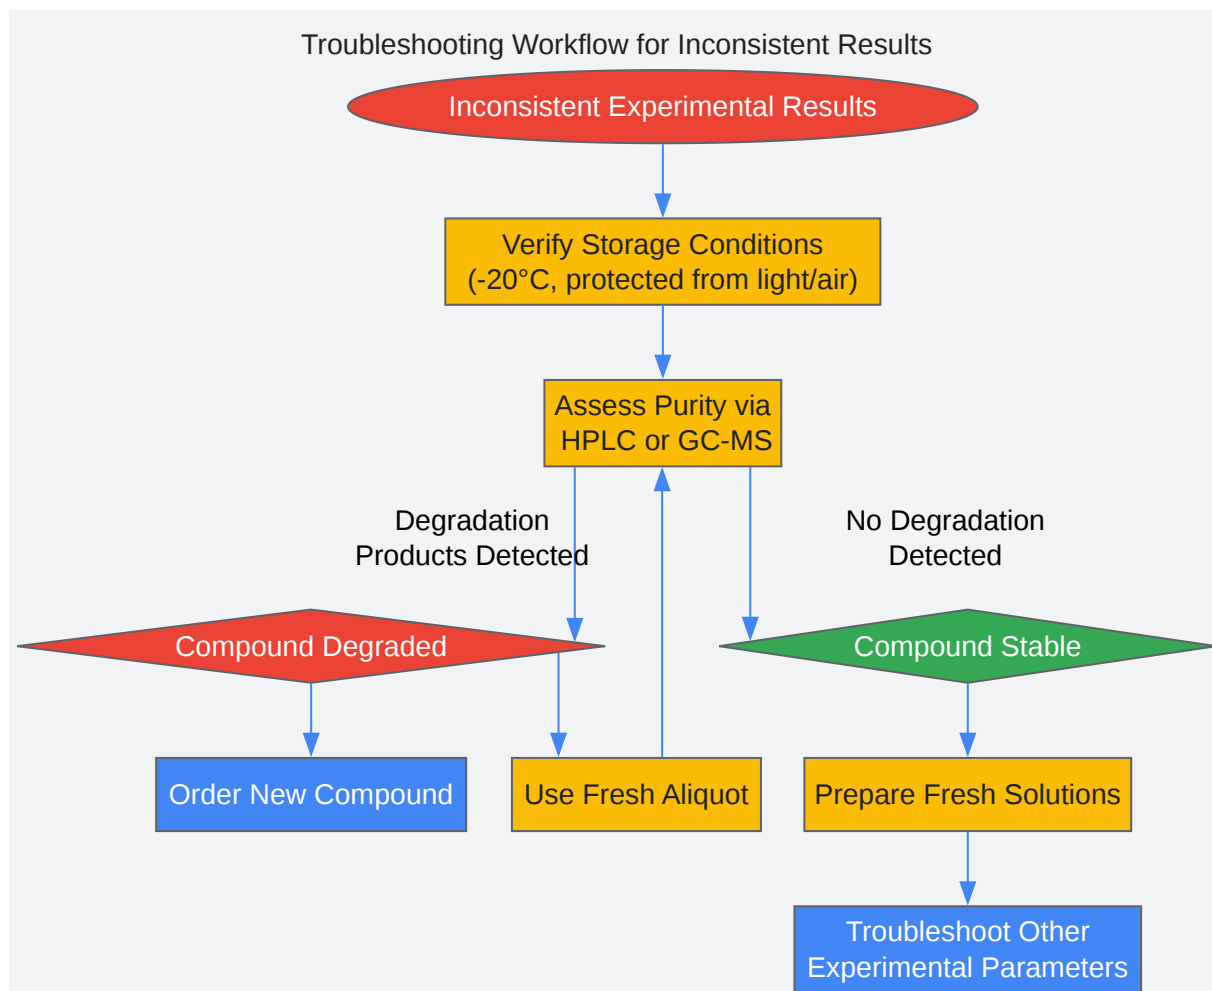 Troubleshooting Workflow for Inconsistent Results
Inconsistent Experimental Results
Verify Storage Conditions
(-20°C, protected from light/air)
Assess Purity via
HPLC or GC-MS
Degradation
Products Detected
No Degradation
Detected
Compound Degraded
Compound Stable
Order New Compound
Use Fresh Aliquot
Prepare Fresh Solutions
Troubleshoot Other
Experimental Parameters